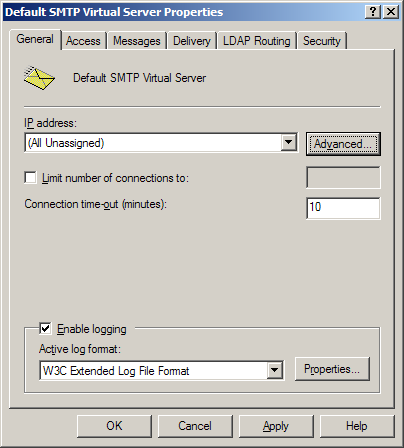 Default SMTP Virtual Server Properties
General Access Messages Delivery LDAP Routing Security
Default SMTP Virtual Server
IP address:
(All Unassigned) Advanced...
Limit number of connections to:
Connection time-out (minutes): 10
Enable logging
Active log format:
W3C Extended Log File Format Properties...
OK Cancel Apply Help